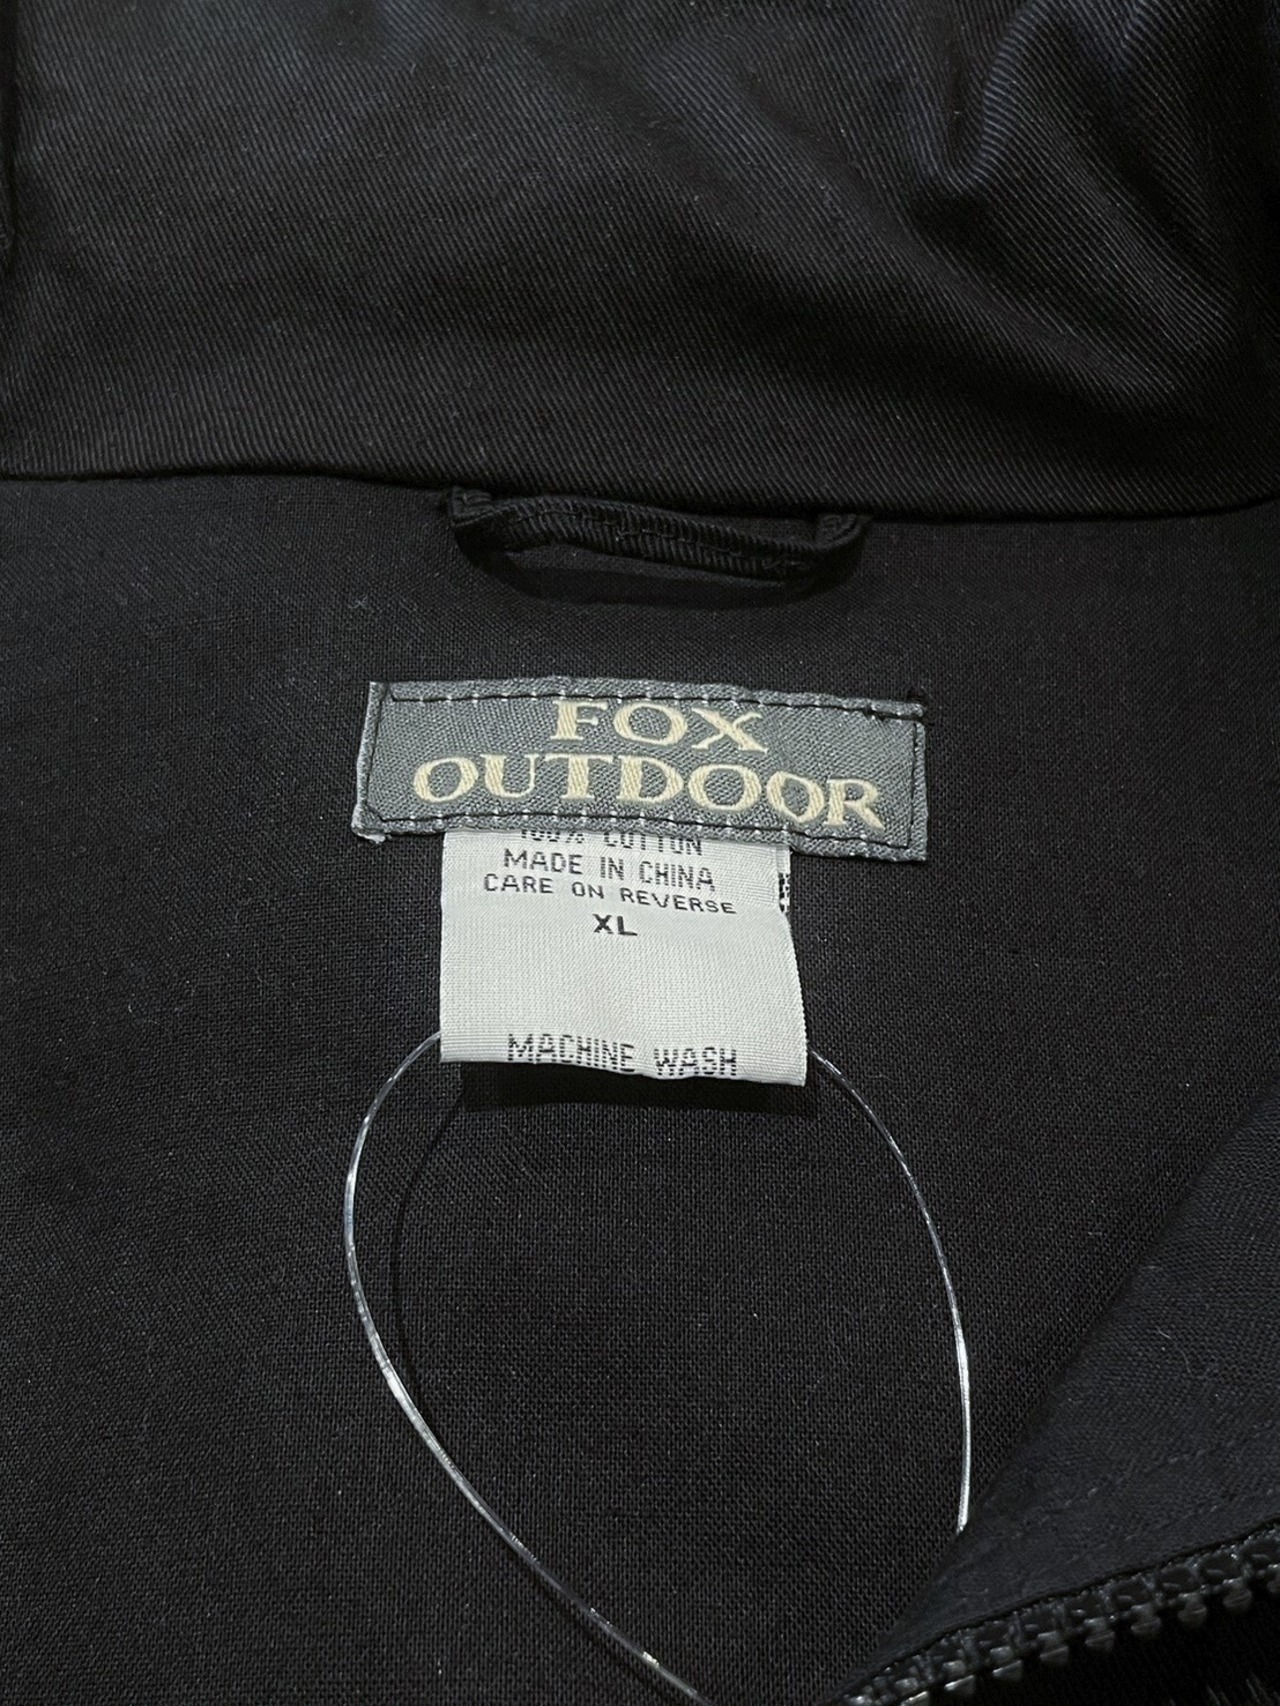 FOX
OUTDOOR
100% COTTON
MADE IN CHINA
CARE ON REVERSE
XL
MACHINE WASH